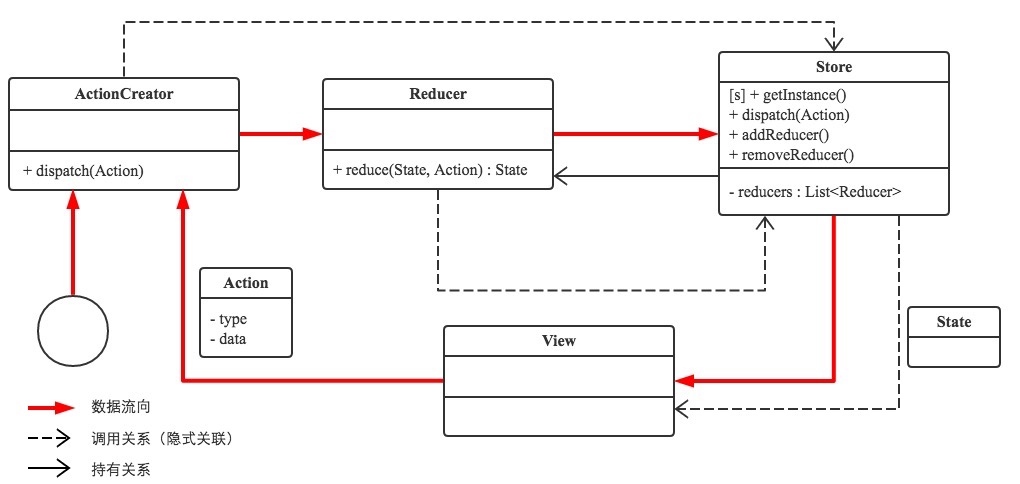 ActionCreator
+ dispatch(Action)
Reducer
+ reduce(State, Action) : State
Store
[s] + getInstance()
+ dispatch(Action)
+ addReducer()
+ removeReducer()
- reducers : List<Reducer>
Action
- type
- data
View
State
数据流向
调用关系（隐式关联）
持有关系